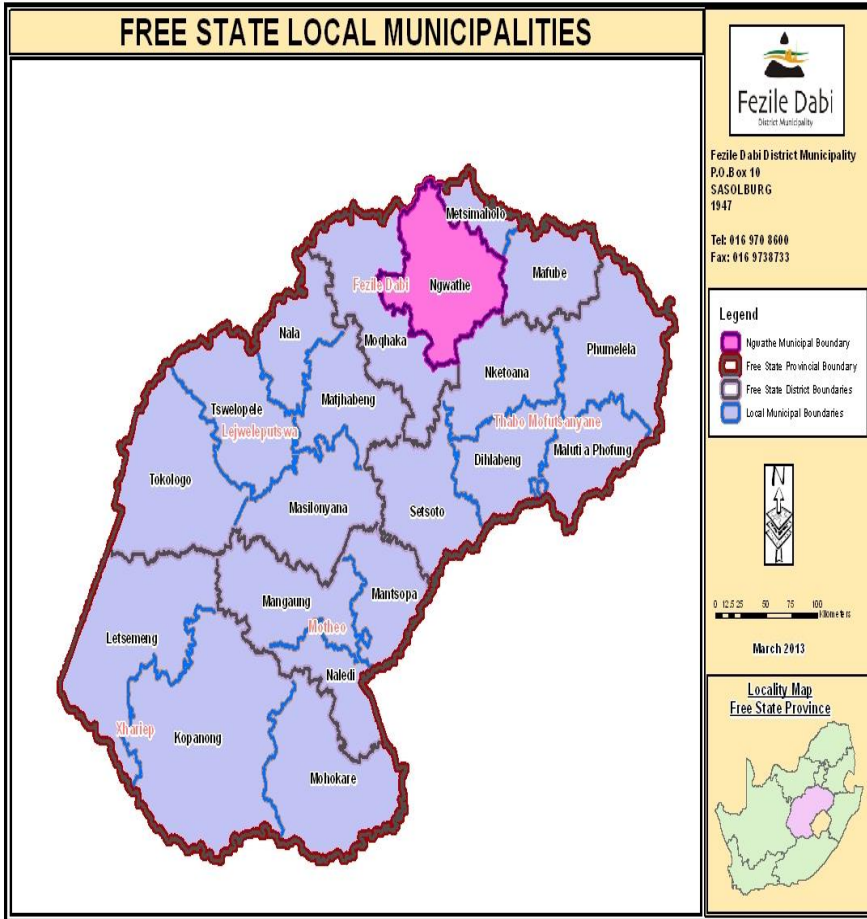 FREE STATE LOCAL MUNICIPALITIES
Metsimaholo
Mafube
Ngwathe
Fezile Dabi
Nala
Moqhaka
Phumelela
Nketoana
Tswelopele
Matjhabeng
Lejweleputswa
Thabo Mofutsanyane
Maluti a Phofung
Dihlabeng
Tokologo
Masilonyana
Setsoto
Mangaung
Mantsopa
Letsemeng
Motheo
Naledi
Xhariep
Kopanong
Mohokare
Fezile Dabi
District Municipality
Fezile Dabi District Municipality
P.O.Box 10
SASOLBURG
1947
Tel: 016 970 8600
Fax: 016 9738733
Legend
Ngwathe Municipal Boundary
Free State Provincial Boundary
Free State District Boundaries
Local Municipal Boundaries
N
0 12.5 25 50 75 100
Kilometers
March 2013
Locality Map
Free State Province